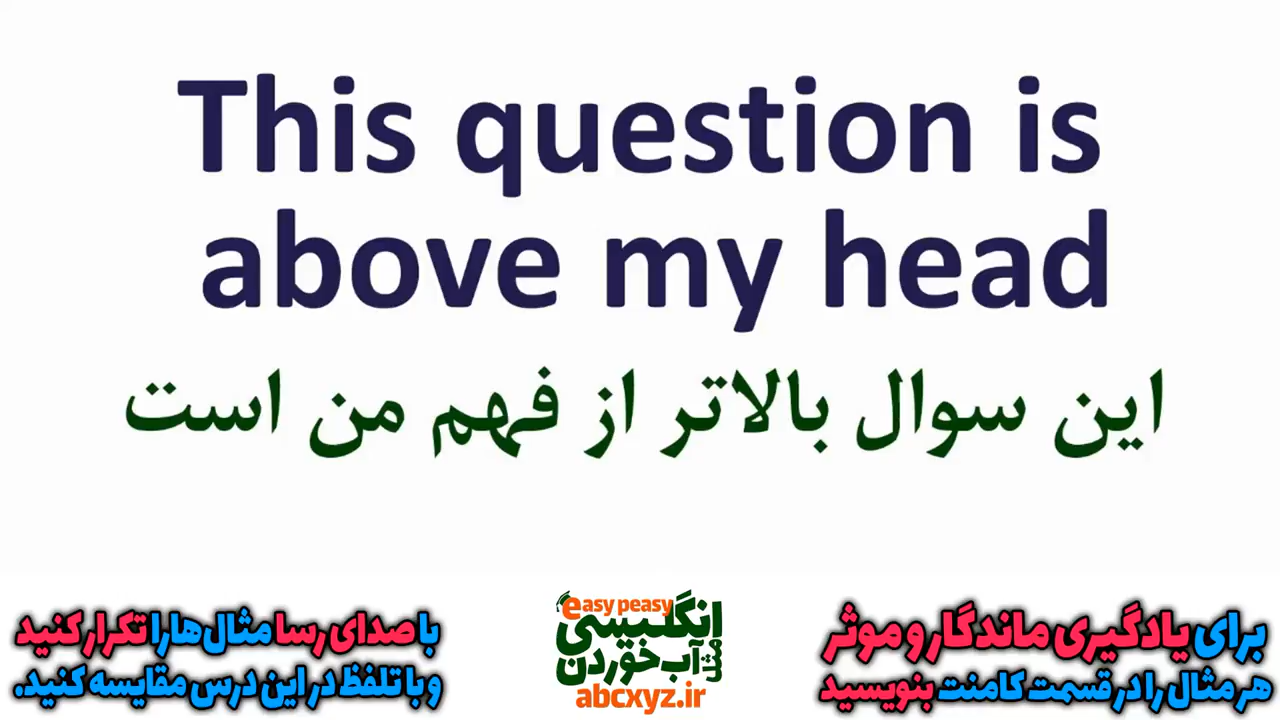 This question is
above my head
این سوال بالاتر از فهم من است
برای یادگیری ماندگار و موثر
هر مثال را در قسمت کامنت بنویسید
easy peasy
انگلیسی
مثل آب خوردن
abcxyz.ir
با صدای رسا مثال‌ها را تکرار کنید
و با تلفظ در این درس مقایسه کنید.